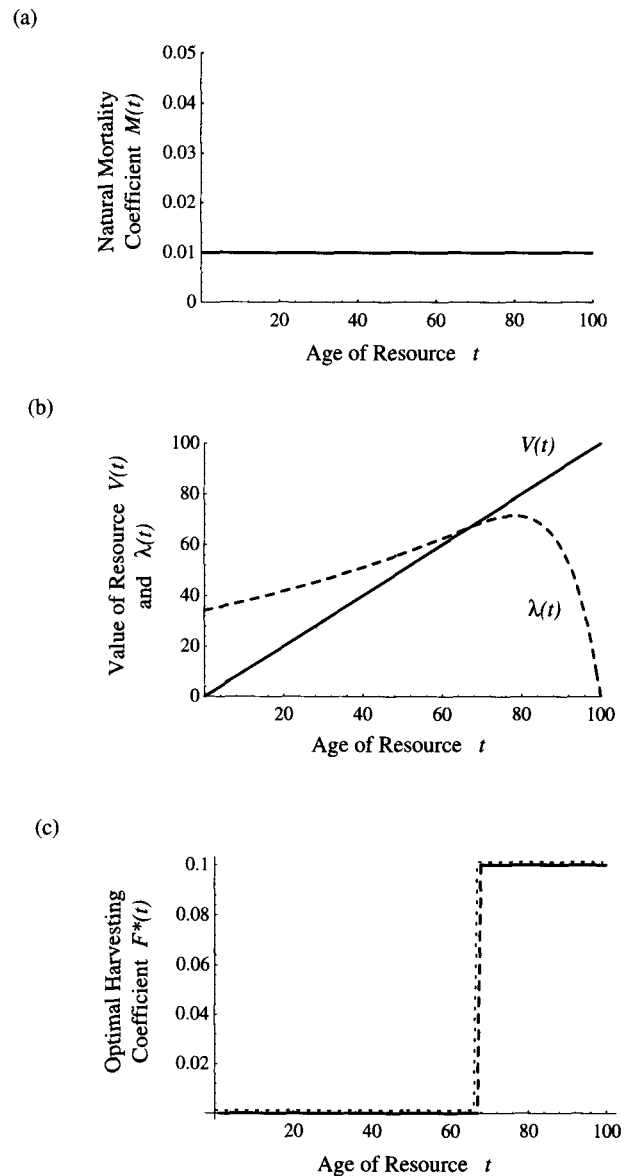 (a)
Natural Mortality
Coefficient M(t)
0.05
0.04
0.03
0.02
0.01
0
20 40 60 80 100
Age of Resource t
(b)
Value of Resource V(t)
and λ(t)
100
80
60
40
20
0
V(t)
λ(t)
20 40 60 80 100
Age of Resource t
(c)
Optimal Harvesting
Coefficient F*(t)
0.1
0.08
0.06
0.04
0.02
20 40 60 80 100
Age of Resource t